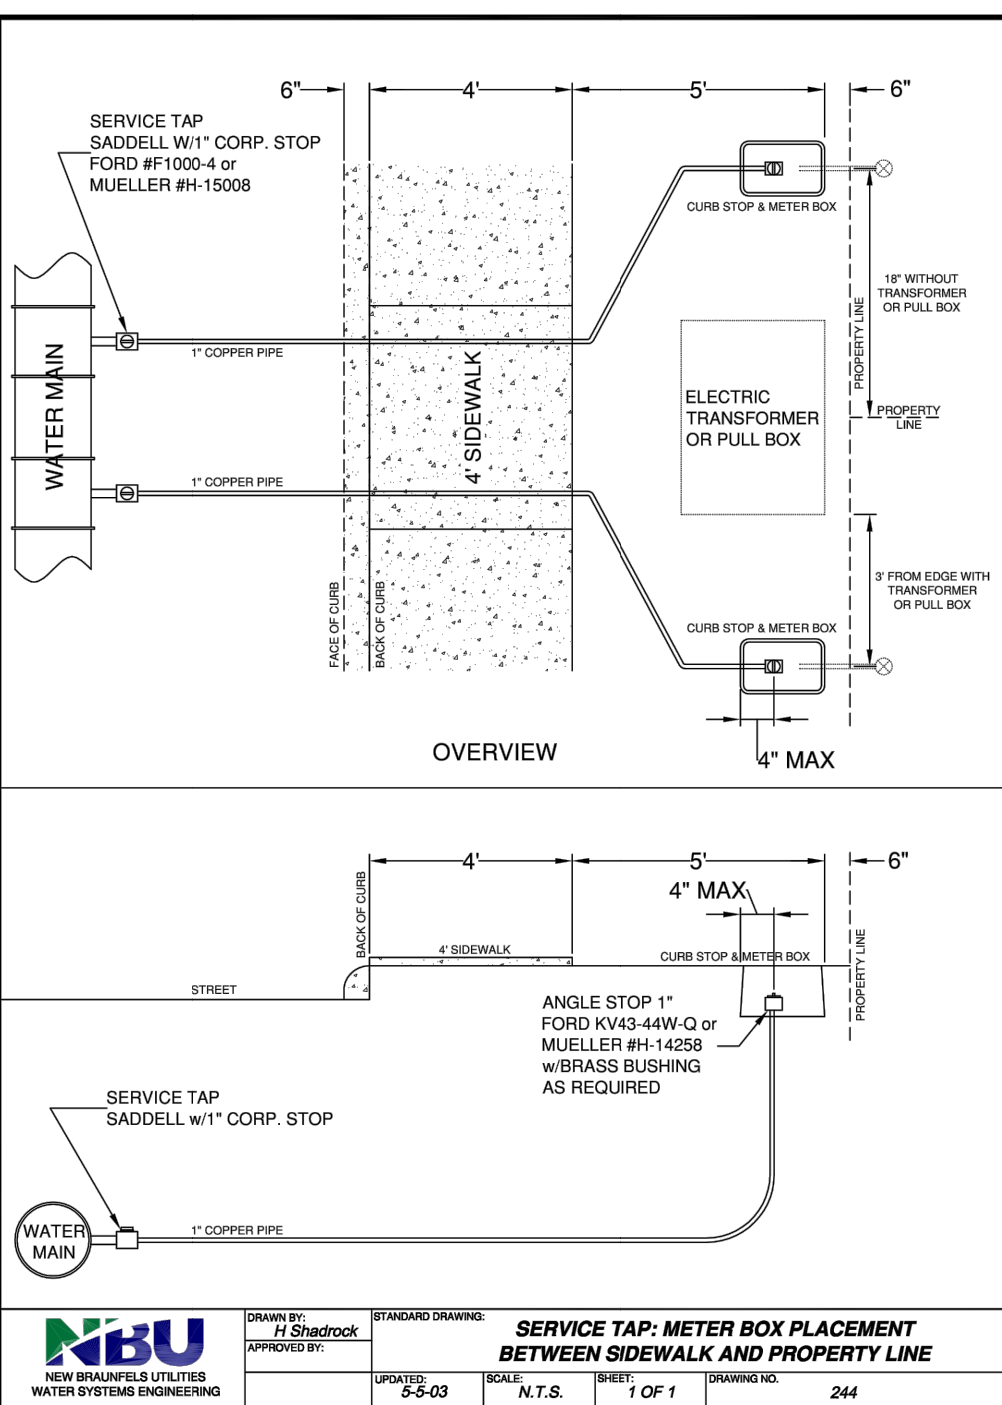 6"
4'
5'
6"
SERVICE TAP
SADDELL W/1" CORP. STOP
FORD #F1000-4 or
MUELLER #H-15008
CURB STOP & METER BOX
18" WITHOUT
TRANSFORMER
OR PULL BOX
PROPERTY LINE
WATER MAIN
1" COPPER PIPE
4' SIDEWALK
ELECTRIC
TRANSFORMER
OR PULL BOX
PROPERTY
LINE
1" COPPER PIPE
3' FROM EDGE WITH
TRANSFORMER
OR PULL BOX
FACE OF CURB
BACK OF CURB
CURB STOP & METER BOX
OVERVIEW
4" MAX
4'
5'
6"
4" MAX
BACK OF CURB
4' SIDEWALK
CURB STOP & METER BOX
PROPERTY LINE
STREET
ANGLE STOP 1"
FORD KV43-44W-Q or
MUELLER #H-14258
w/BRASS BUSHING
AS REQUIRED
SERVICE TAP
SADDELL w/1" CORP. STOP
WATER
MAIN
1" COPPER PIPE
NBU
NEW BRAUNFELS UTILITIES
WATER SYSTEMS ENGINEERING
DRAWN BY:
H Shadrock
APPROVED BY:
STANDARD DRAWING:
SERVICE TAP: METER BOX PLACEMENT
BETWEEN SIDEWALK AND PROPERTY LINE
UPDATED:
5-5-03
SCALE:
N.T.S.
SHEET:
1 OF 1
DRAWING NO.
244